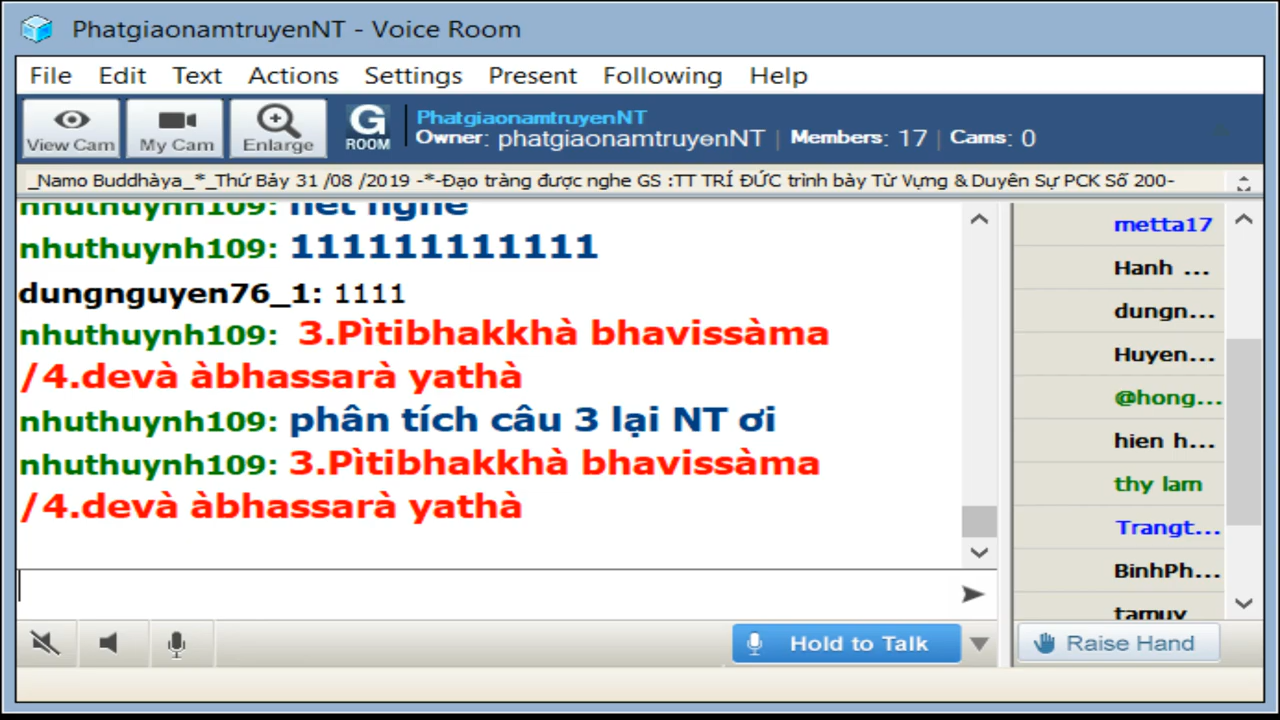 PhatgiaonamtruyenNT - Voice Room
File Edit Text Actions Settings Present Following Help
View Cam My Cam Enlarge G ROOM
PhatgiaonamtruyenNT
Owner: phatgiaonamtruyenNT | Members: 17 | Cams: 0
_Namo Buddhàya_*_Thứ Bảy 31 /08 /2019 -*-Đạo tràng được nghe GS :TT TRÍ ĐỨC trình bày Từ Vựng & Duyên Sự PCK Số 200-
nhuthuynh109: nghe
nhuthuynh109: 111111111111
dungnguyen76_1: 1111
nhuthuynh109: 3.Pìtibhakkhà bhavissàma
/4.devà àbhassarà yathà
nhuthuynh109: phân tích câu 3 lại NT ơi
nhuthuynh109: 3.Pìtibhakkhà bhavissàma
/4.devà àbhassarà yathà
metta17
Hanh ...
dungn...
Huyen...
@hong...
hien h...
thy lam
Trangt...
BinhPh...
tamuy
Hold to Talk
Raise Hand